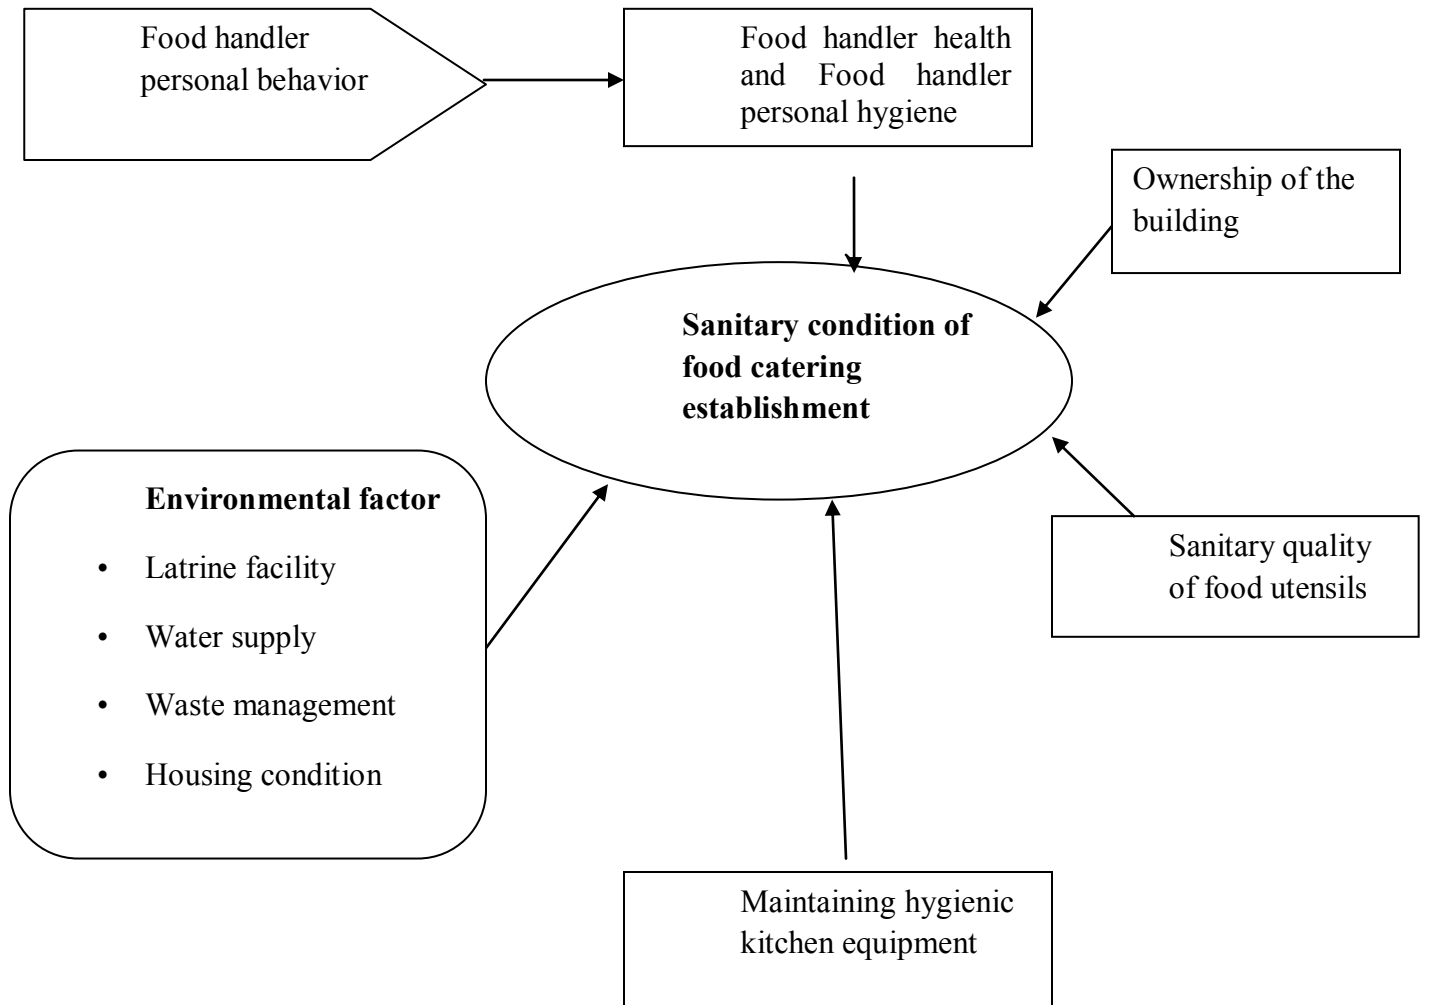 Food handler
personal behavior
Food handler health
and Food handler
personal hygiene
Ownership of the
building
Sanitary condition of
food catering
establishment
Environmental factor
• Latrine facility
• Water supply
• Waste management
• Housing condition
Sanitary quality
of food utensils
Maintaining hygienic
kitchen equipment